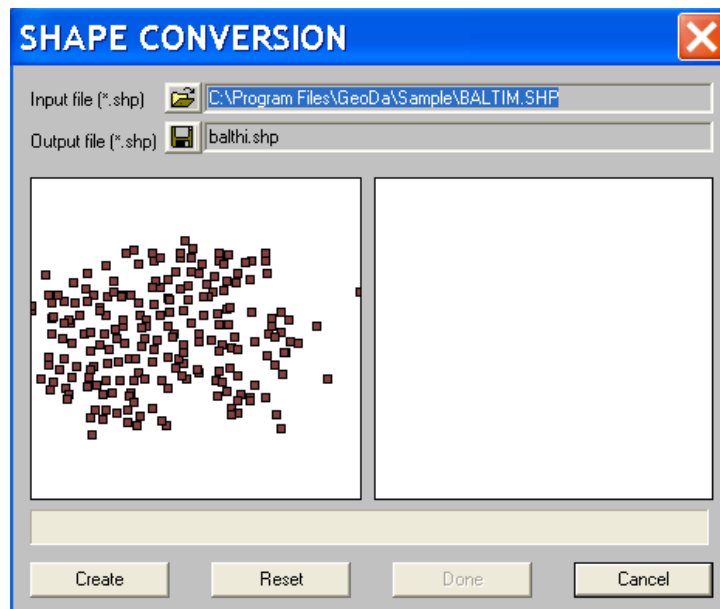 SHAPE CONVERSION
Input file (*.shp) C:\Program Files\GeoDa\Sample\BALTIM.SHP
Output file (*.shp) balthi.shp
Create Reset Done Cancel